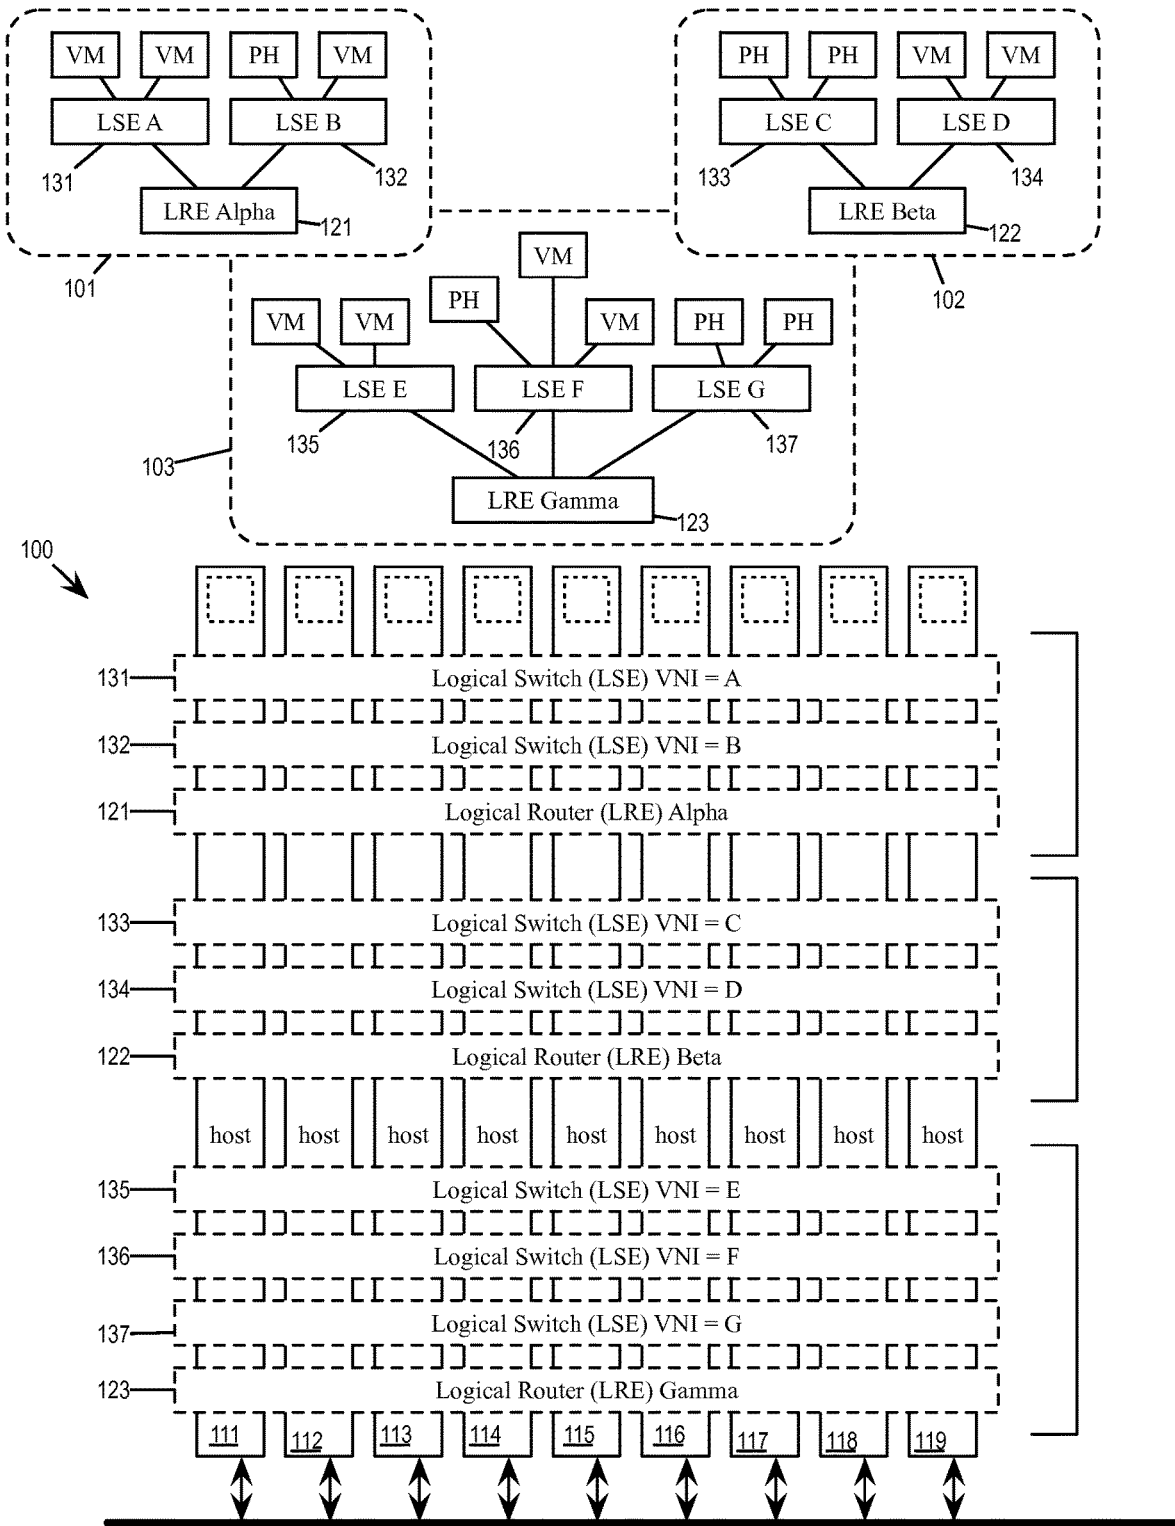 VM VM PH VM
PH PH VM VM
LSE A LSE B
LSE C LSE D
131 132
133 134
LRE Alpha 121
LRE Beta 122
101
102
VM
PH
VM VM VM PH PH
LSE E LSE F LSE G
135 136 137
103
LRE Gamma
123
100
131 Logical Switch (LSE) VNI = A
132 Logical Switch (LSE) VNI = B
121 Logical Router (LRE) Alpha
133 Logical Switch (LSE) VNI = C
134 Logical Switch (LSE) VNI = D
122 Logical Router (LRE) Beta
host host host host host host host host host
135 Logical Switch (LSE) VNI = E
136 Logical Switch (LSE) VNI = F
137 Logical Switch (LSE) VNI = G
123 Logical Router (LRE) Gamma
111 112 113 114 115 116 117 118 119